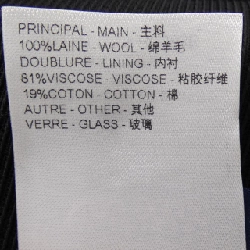 PRINCIPAL - MAIN - 主料
100%LAINE - WOOL - 绵羊毛
DOUBLURE - LINING - 内衬
81%VISCOSE - VISCOSE - 粘胶纤维
19%COTON - COTTON - 棉
AUTRE - OTHER - 其他
VERRE - GLASS - 玻璃